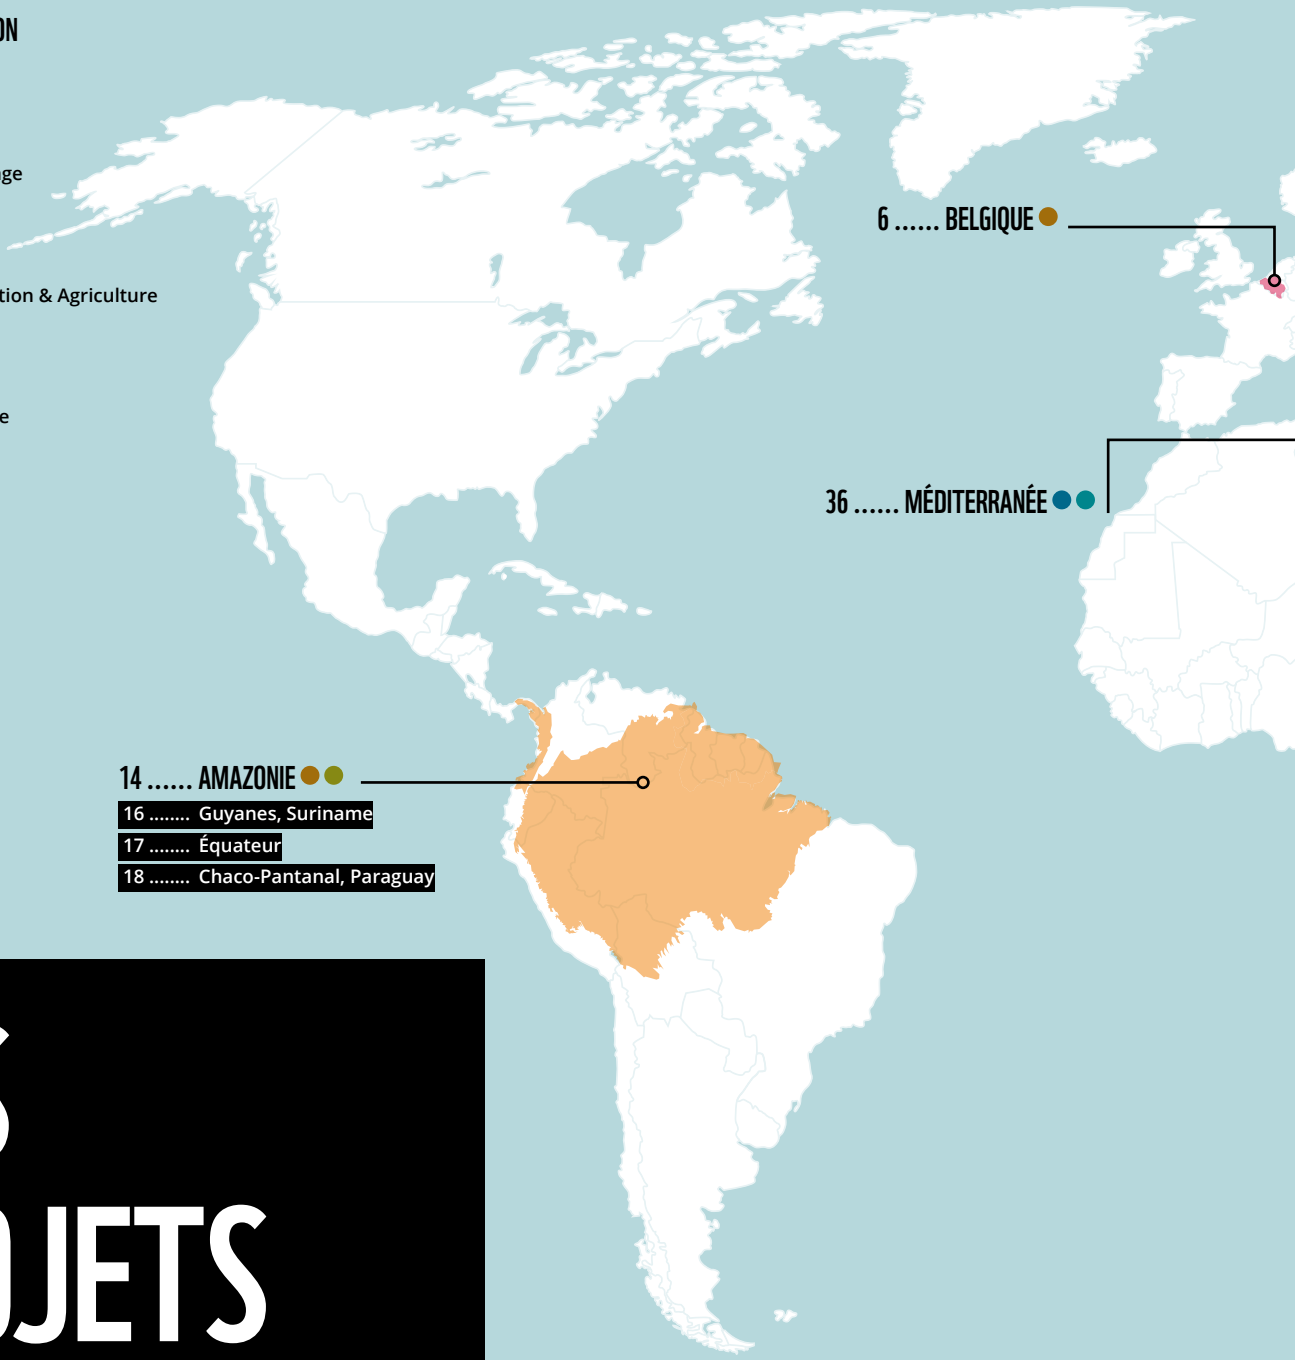 ON
ge
tion & Agriculture
e
6 ...... BELGIQUE
36 ...... MÉDITERRANÉE
14 ...... AMAZONIE
16 ........ Guyanes, Suriname
17 ........ Équateur
18 ........ Chaco-Pantanal, Paraguay
S
OJETS